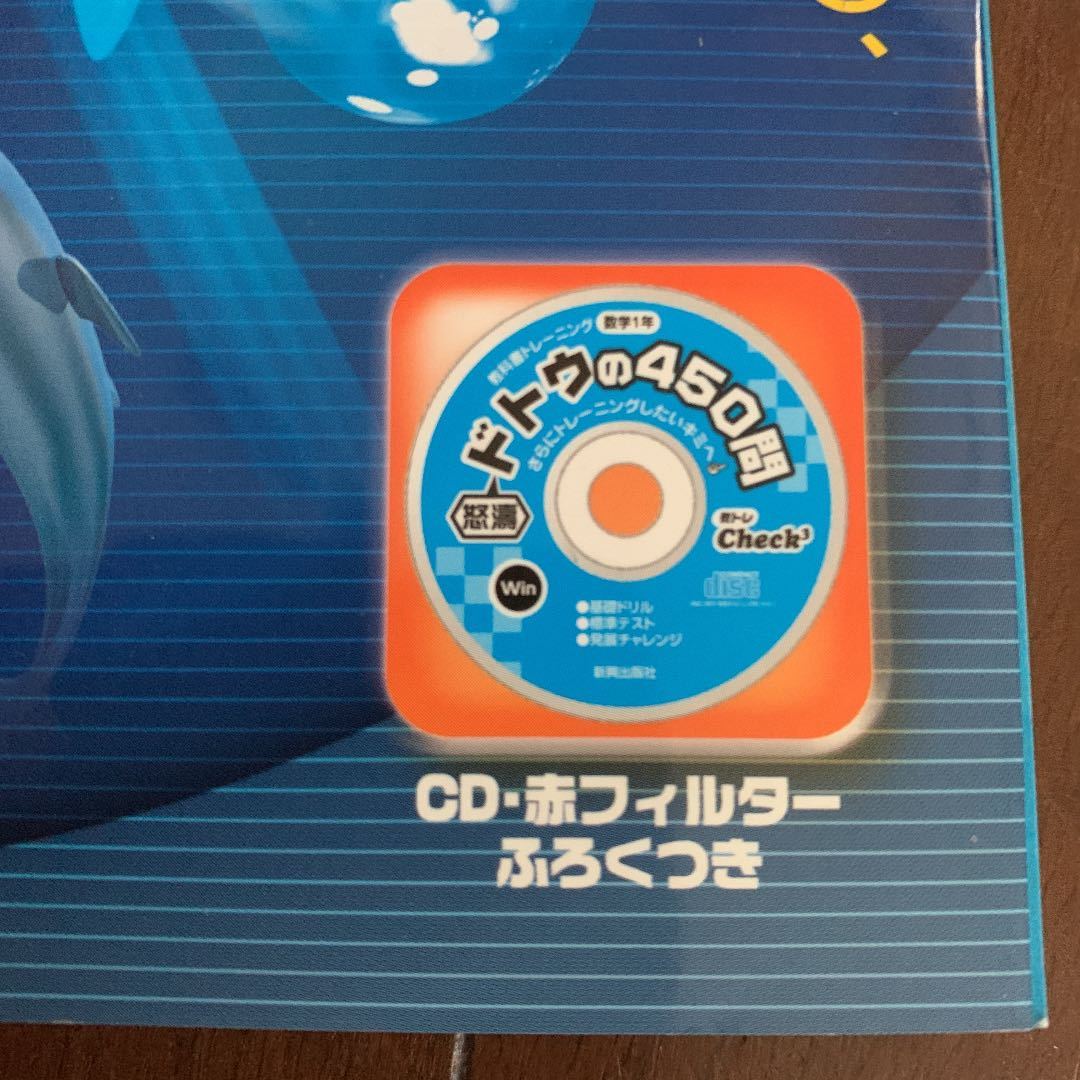 教科書トレーニング 数学1年
ドトウの450問
さらにトレーニングしたいキミへ
怒濤
教トレ
Check³
Win
disc
●基礎ドリル
●標準テスト
●発展チャレンジ
新興出版社
CD・赤フィルター
ふろくつき